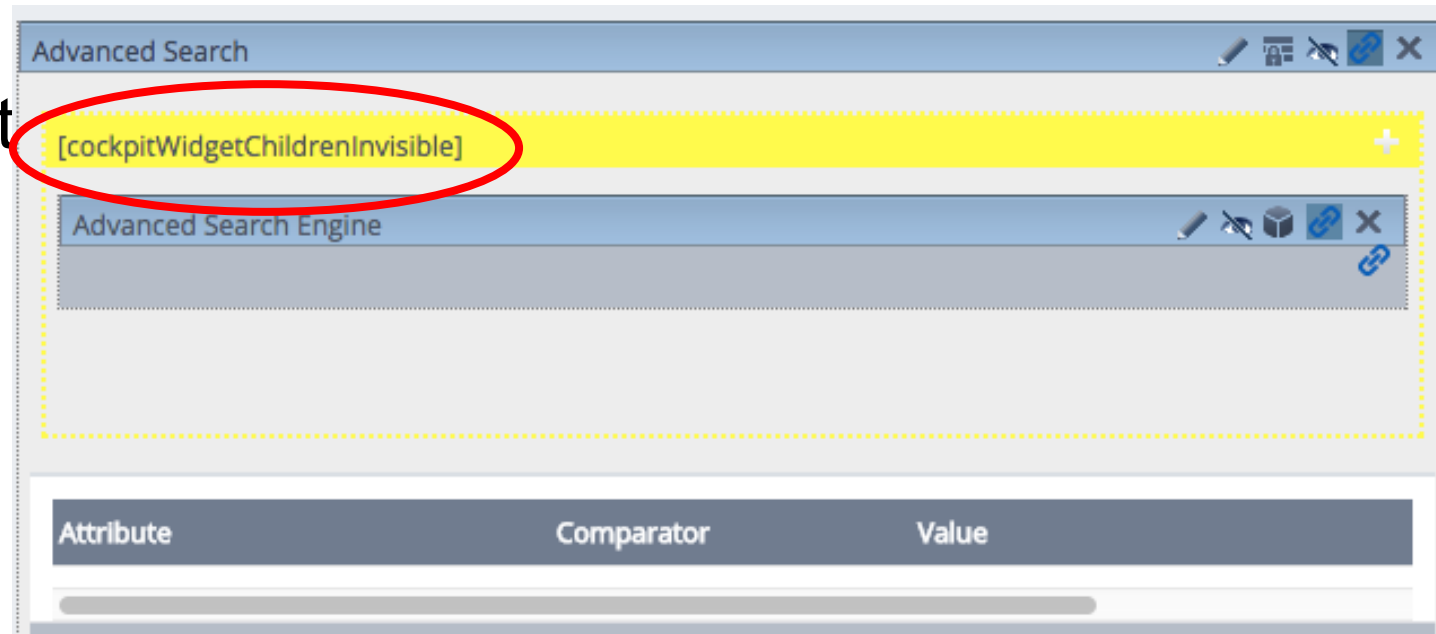 Advanced Search
t
[cockpitWidgetChildrenInvisible]
Advanced Search Engine
Attribute Comparator Value